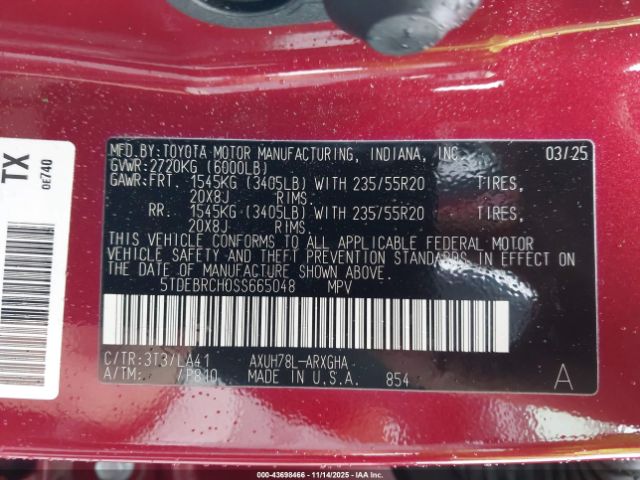 TX
OE740
MFD.BY:TOYOTA MOTOR MANUFACTURING, INDIANA, INC. 03/25
GVWR:2720KG (6000LB)
GAWR:FRT. 1545KG (3405LB) WITH 235/55R20 TIRES,
20X8J RIMS.
RR. 1545KG (3405LB) WITH 235/55R20 TIRES,
20X8J RIMS.
THIS VEHICLE CONFORMS TO ALL APPLICABLE FEDERAL MOTOR
VEHICLE SAFETY AND THEFT PREVENTION STANDARDS IN EFFECT ON
THE DATE OF MANUFACTURE SHOWN ABOVE.
5TDEBRCH0SS665048 MPV
C/TR:3T3/LA41 AXUH78L-ARXGHA
A/TM: /P810 MADE IN U.S.A. 854 A
000-43698466 - 11/14/2025 - IAAI.COM